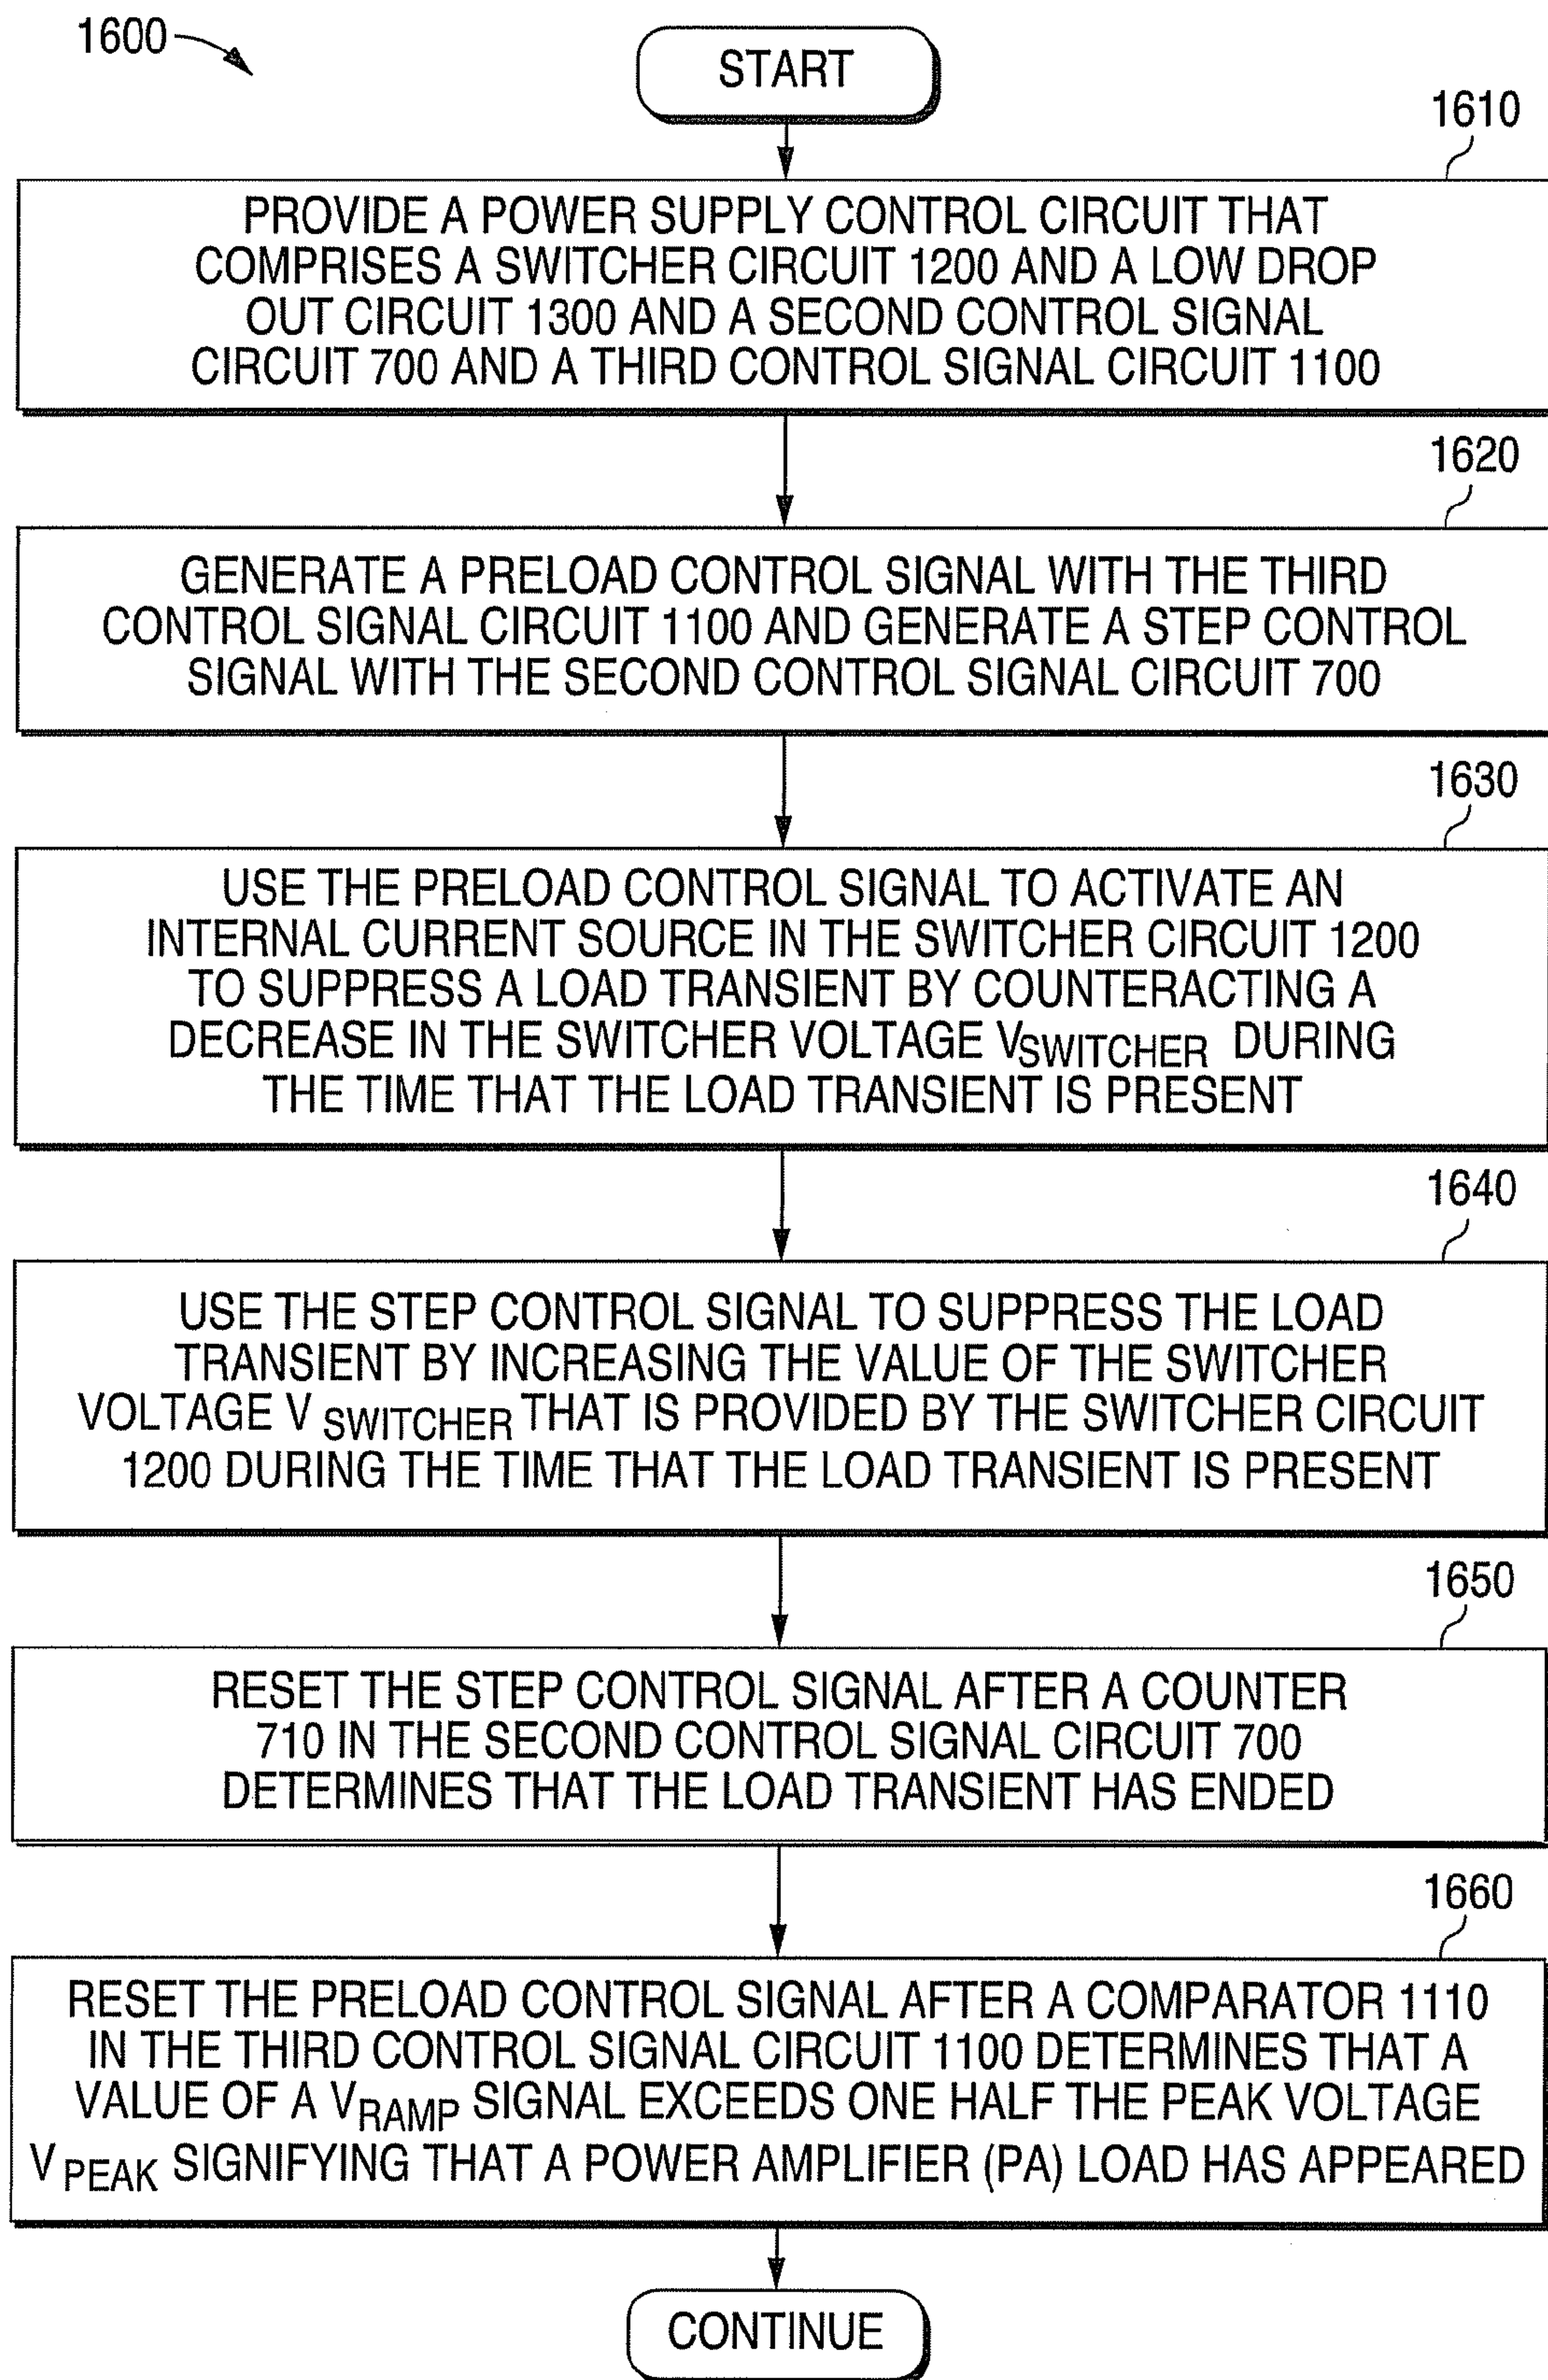 1600
START
1610
PROVIDE A POWER SUPPLY CONTROL CIRCUIT THAT
COMPRISES A SWITCHER CIRCUIT 1200 AND A LOW DROP
OUT CIRCUIT 1300 AND A SECOND CONTROL SIGNAL
CIRCUIT 700 AND A THIRD CONTROL SIGNAL CIRCUIT 1100
1620
GENERATE A PRELOAD CONTROL SIGNAL WITH THE THIRD
CONTROL SIGNAL CIRCUIT 1100 AND GENERATE A STEP CONTROL
SIGNAL WITH THE SECOND CONTROL SIGNAL CIRCUIT 700
1630
USE THE PRELOAD CONTROL SIGNAL TO ACTIVATE AN
INTERNAL CURRENT SOURCE IN THE SWITCHER CIRCUIT 1200
TO SUPPRESS A LOAD TRANSIENT BY COUNTERACTING A
DECREASE IN THE SWITCHER VOLTAGE VSWITCHER DURING
THE TIME THAT THE LOAD TRANSIENT IS PRESENT
1640
USE THE STEP CONTROL SIGNAL TO SUPPRESS THE LOAD
TRANSIENT BY INCREASING THE VALUE OF THE SWITCHER
VOLTAGE V SWITCHER THAT IS PROVIDED BY THE SWITCHER CIRCUIT
1200 DURING THE TIME THAT THE LOAD TRANSIENT IS PRESENT
1650
RESET THE STEP CONTROL SIGNAL AFTER A COUNTER
710 IN THE SECOND CONTROL SIGNAL CIRCUIT 700
DETERMINES THAT THE LOAD TRANSIENT HAS ENDED
1660
RESET THE PRELOAD CONTROL SIGNAL AFTER A COMPARATOR 1110
IN THE THIRD CONTROL SIGNAL CIRCUIT 1100 DETERMINES THAT A
VALUE OF A VRAMP SIGNAL EXCEEDS ONE HALF THE PEAK VOLTAGE
V PEAK SIGNIFYING THAT A POWER AMPLIFIER (PA) LOAD HAS APPEARED
CONTINUE